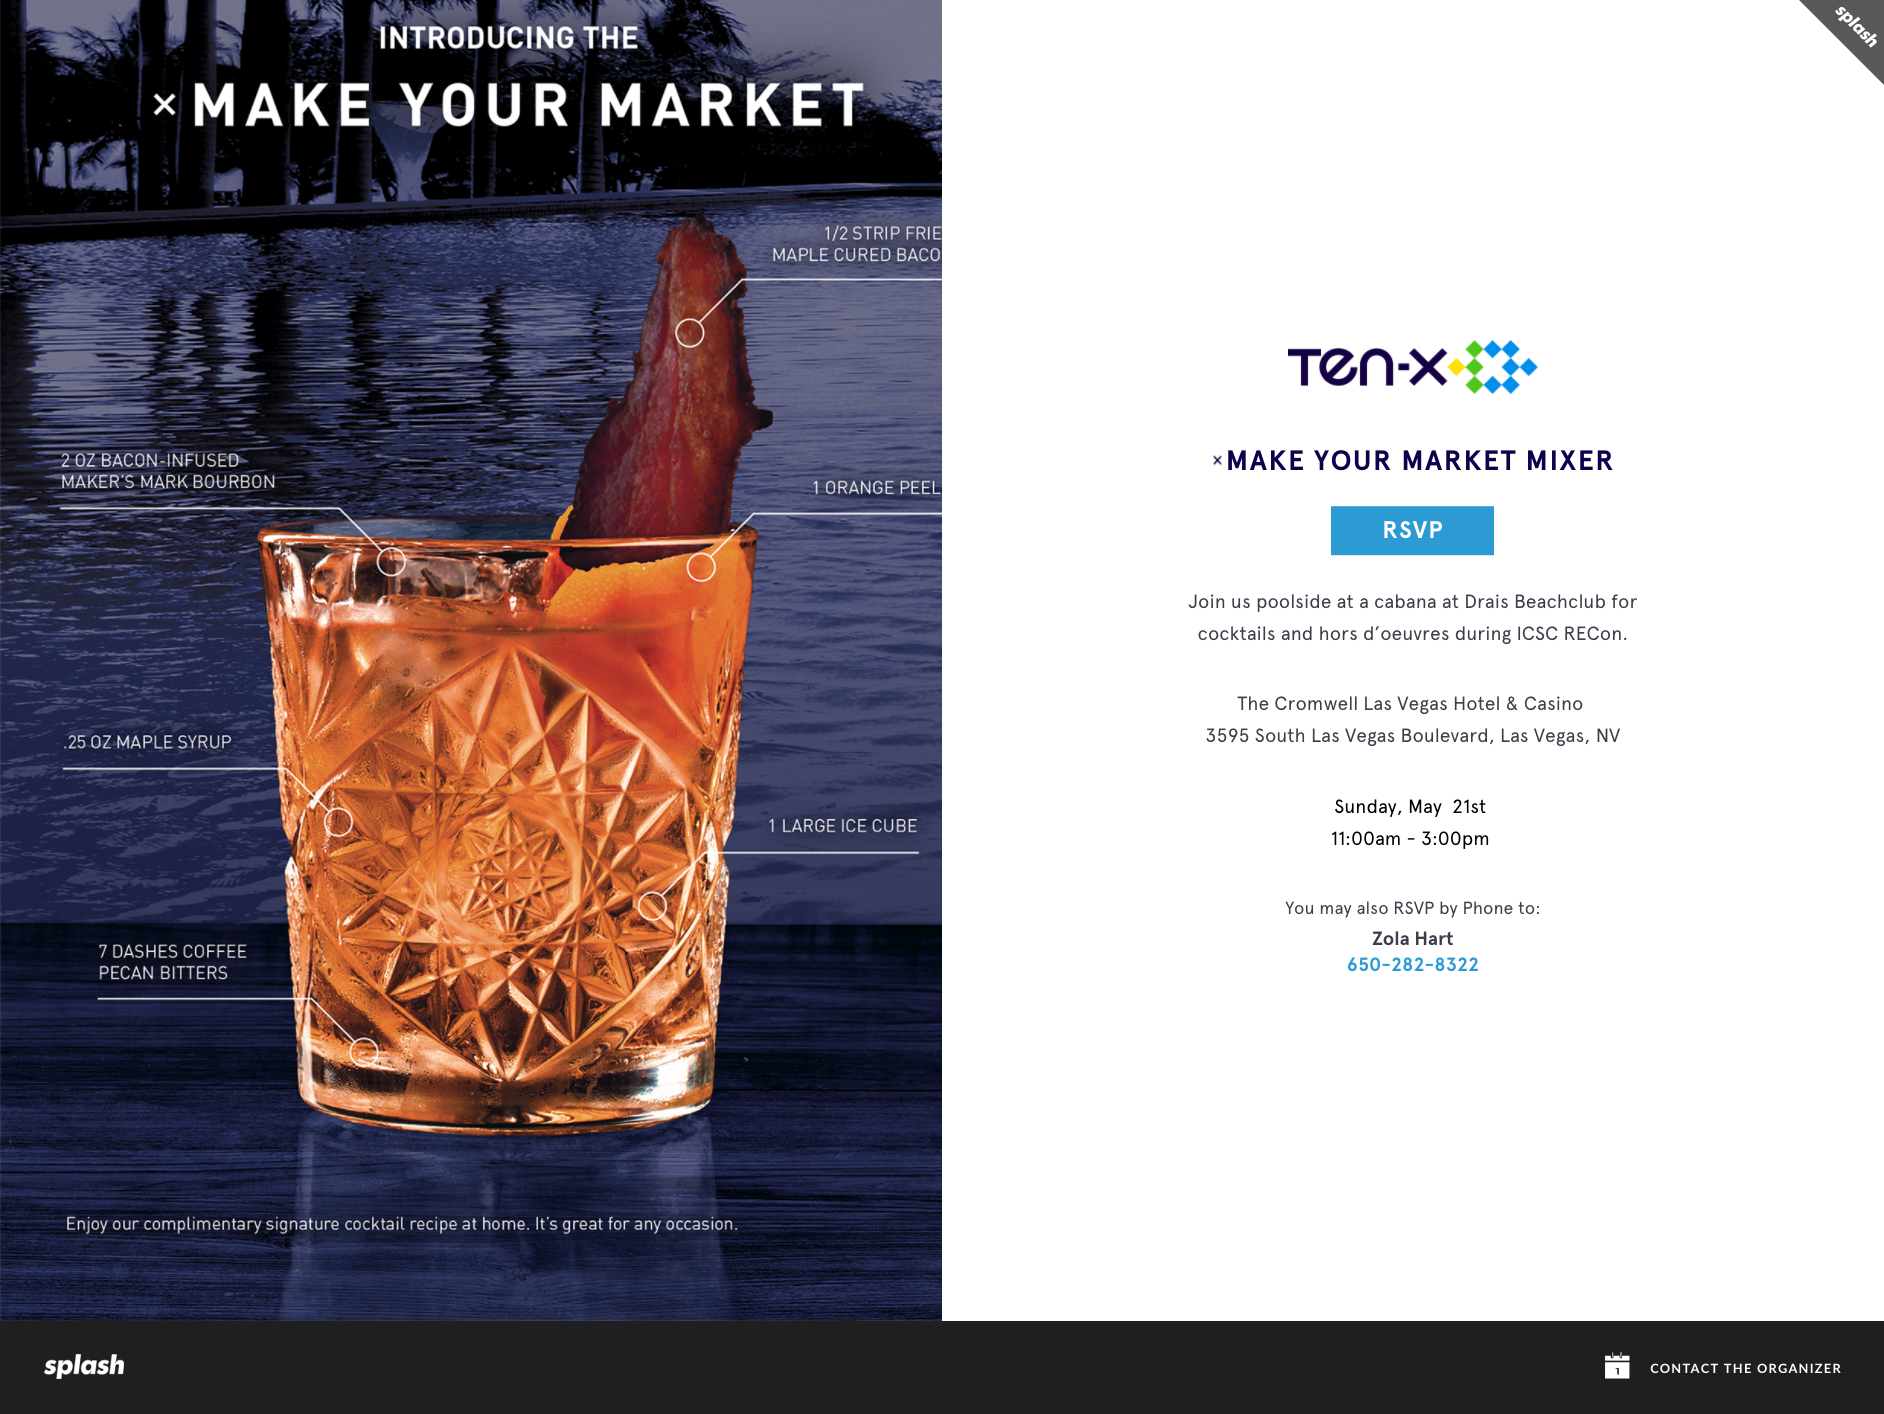 INTRODUCING THE
×MAKE YOUR MARKET
1/2 STRIP FRIE
MAPLE CURED BACO
2 OZ BACON-INFUSED
MAKER'S MARK BOURBON
1 ORANGE PEEL
.25 OZ MAPLE SYRUP
1 LARGE ICE CUBE
7 DASHES COFFEE
PECAN BITTERS
Enjoy our complimentary signature cocktail recipe at home. It's great for any occasion.
splash
Ten-X
×MAKE YOUR MARKET MIXER
RSVP
Join us poolside at a cabana at Drais Beachclub for
cocktails and hors d'oeuvres during ICSC RECon.
The Cromwell Las Vegas Hotel & Casino
3595 South Las Vegas Boulevard, Las Vegas, NV
Sunday, May  21st
11:00am - 3:00pm
You may also RSVP by Phone to:
Zola Hart
650-282-8322
splash
1
CONTACT THE ORGANIZER